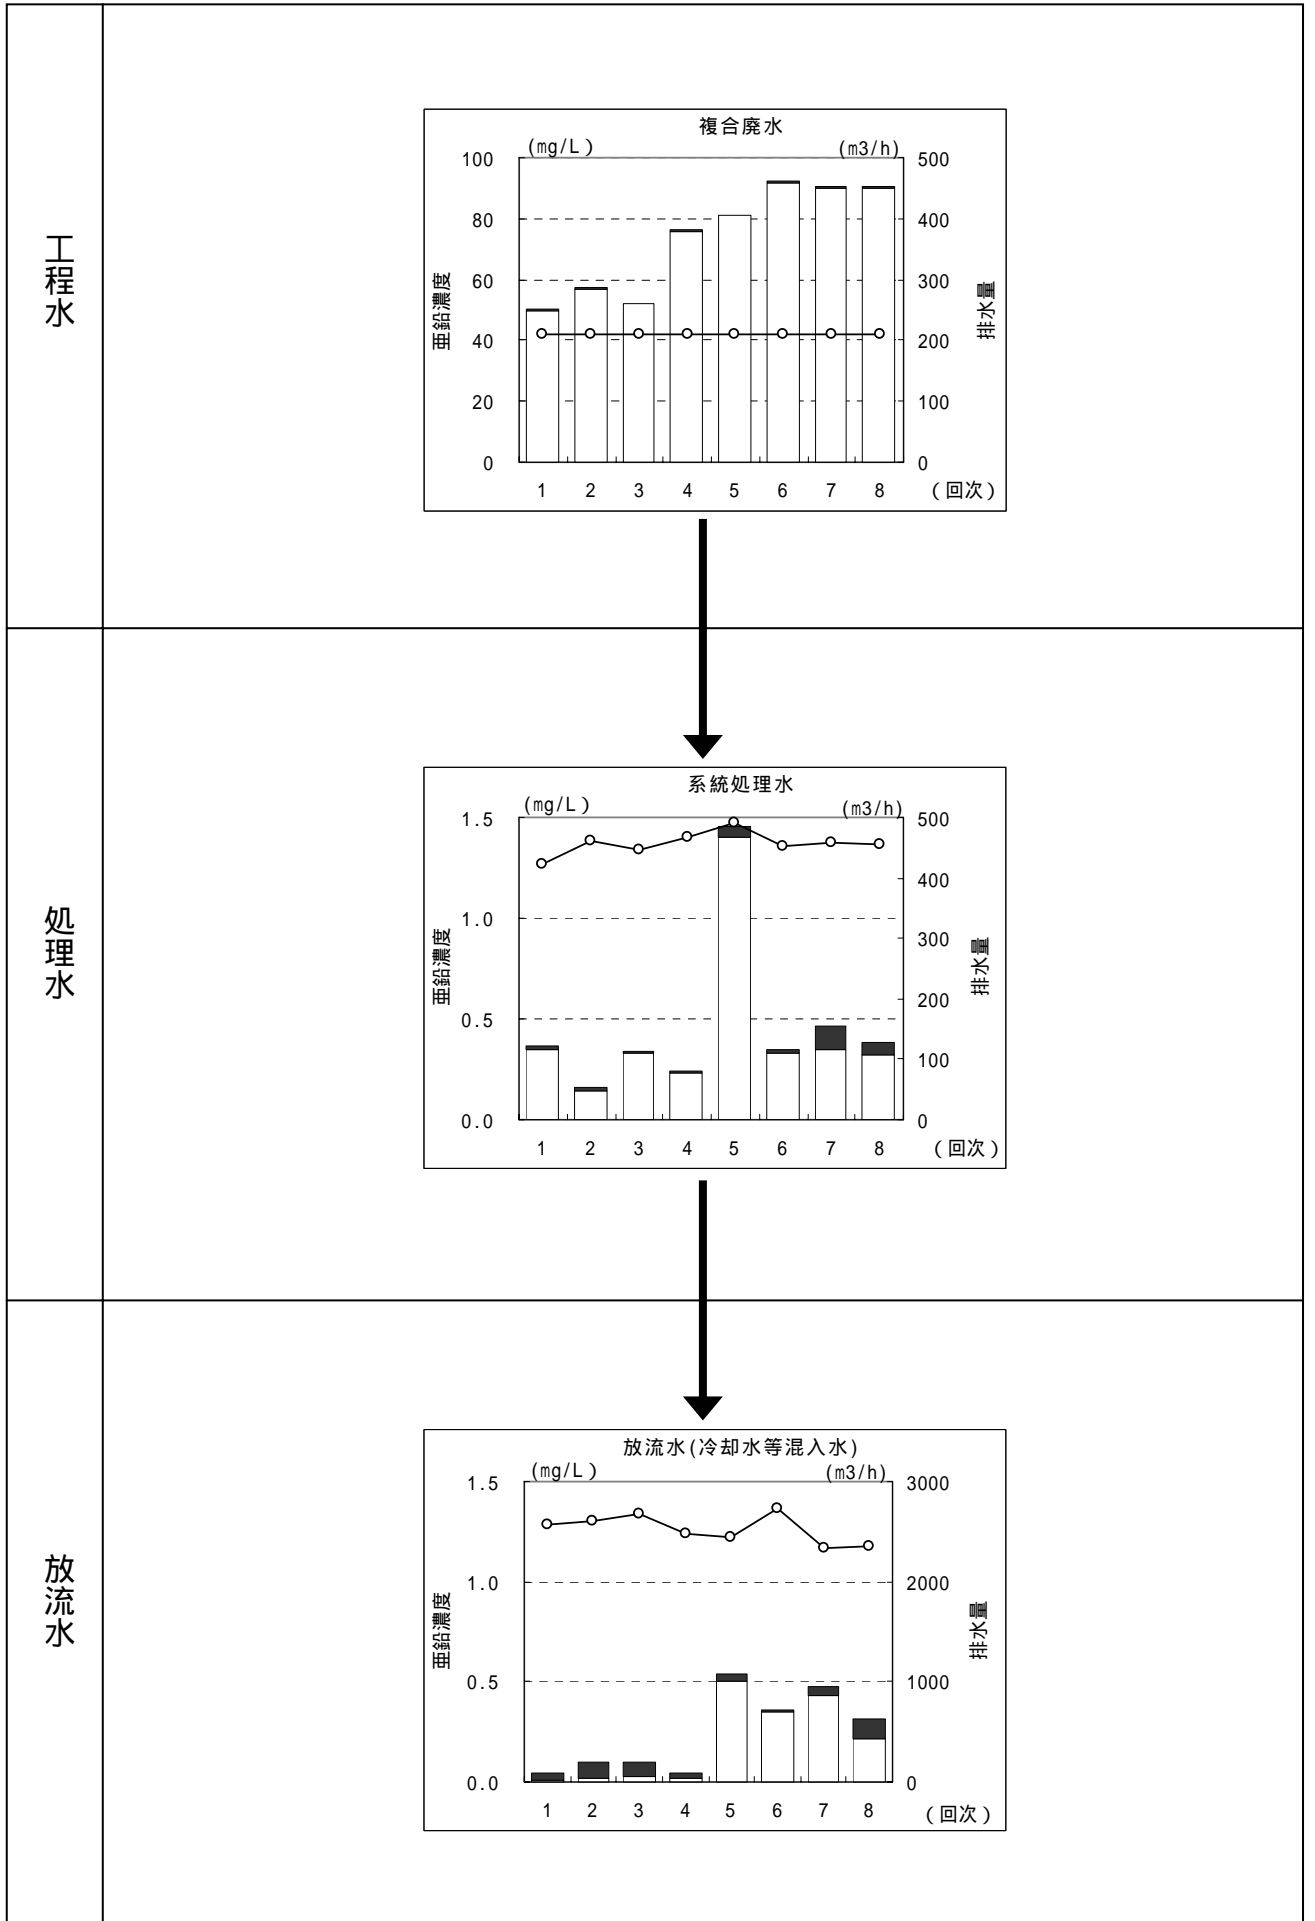 工程水
複合廃水
(mg/L) (m3/h)
100 500
80 400
60 300
40 200
20 100
0 0
亜鉛濃度
排水量
1 2 3 4 5 6 7 8 (回次)
処理水
系統処理水
(mg/L) (m3/h)
1.5 500
400
1.0
300
200
0.5
100
0.0 0
亜鉛濃度
排水量
1 2 3 4 5 6 7 8 (回次)
放流水
放流水(冷却水等混入水)
(mg/L) (m3/h)
1.5 3000
1.0 2000
0.5 1000
0.0 0
亜鉛濃度
排水量
1 2 3 4 5 6 7 8 (回次)